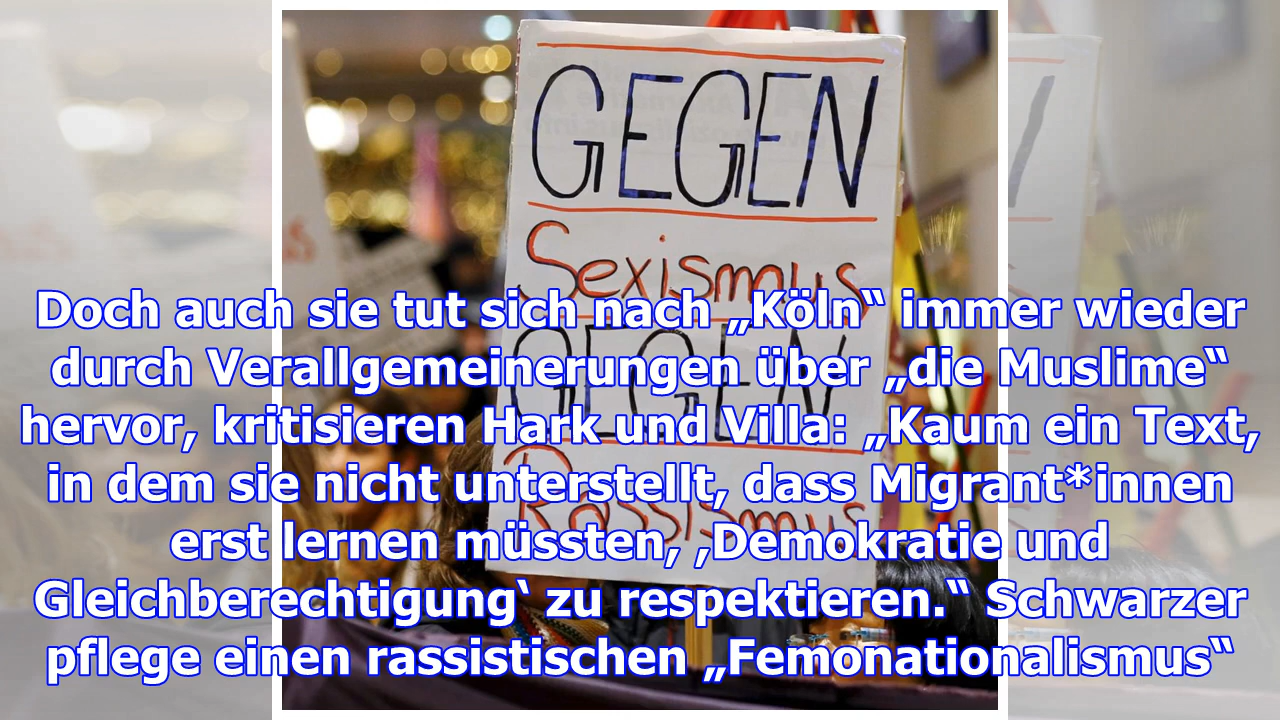 GEGEN
Sexismus
GEGEN
Rassismus
Doch auch sie tut sich nach „Köln“ immer wieder
durch Verallgemeinerungen über „die Muslime“
hervor, kritisieren Hark und Villa: „Kaum ein Text,
in dem sie nicht unterstellt, dass Migrant*innen
erst lernen müssten, ‚Demokratie und
Gleichberechtigung‘ zu respektieren.“ Schwarzer
pflege einen rassistischen „Femonationalismus“